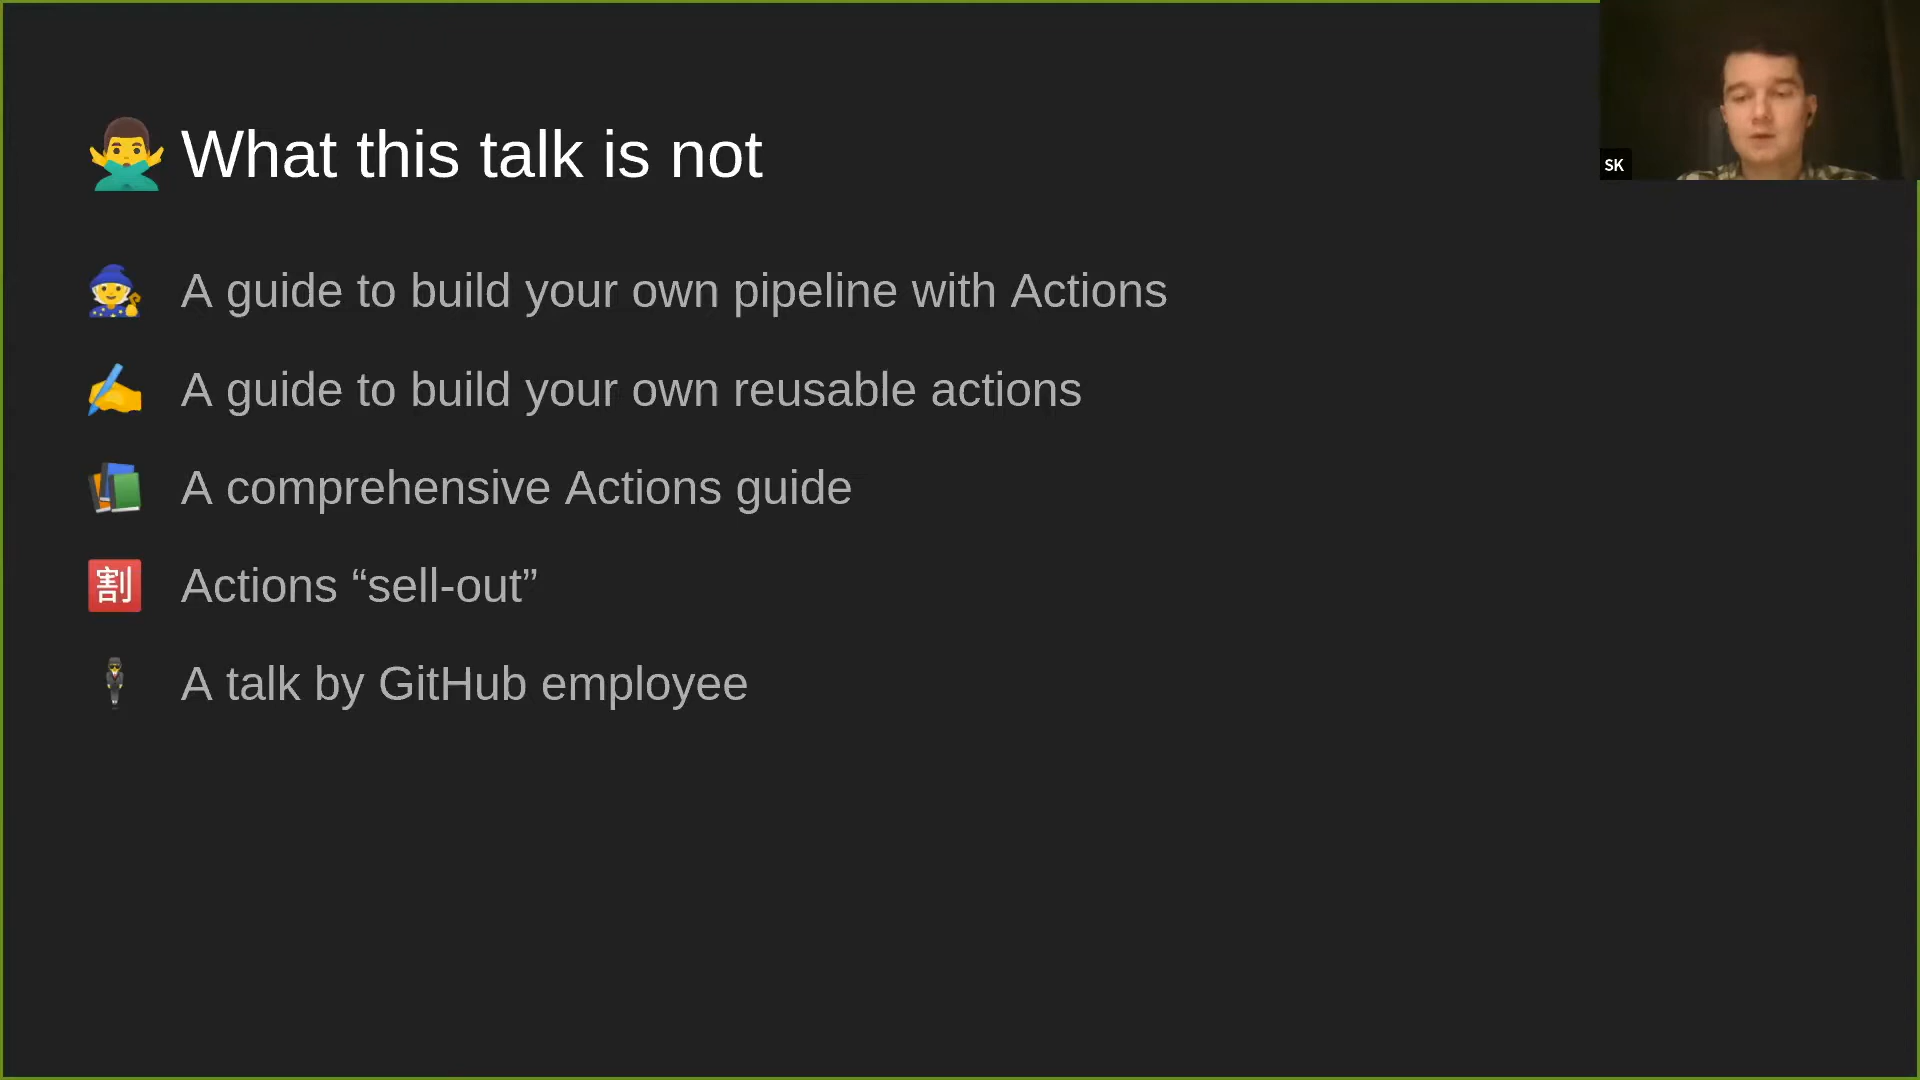 What this talk is not
SK
A guide to build your own pipeline with Actions
A guide to build your own reusable actions
A comprehensive Actions guide
割 Actions “sell-out”
A talk by GitHub employee